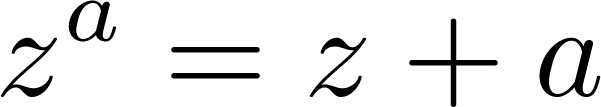 z^a = z + a